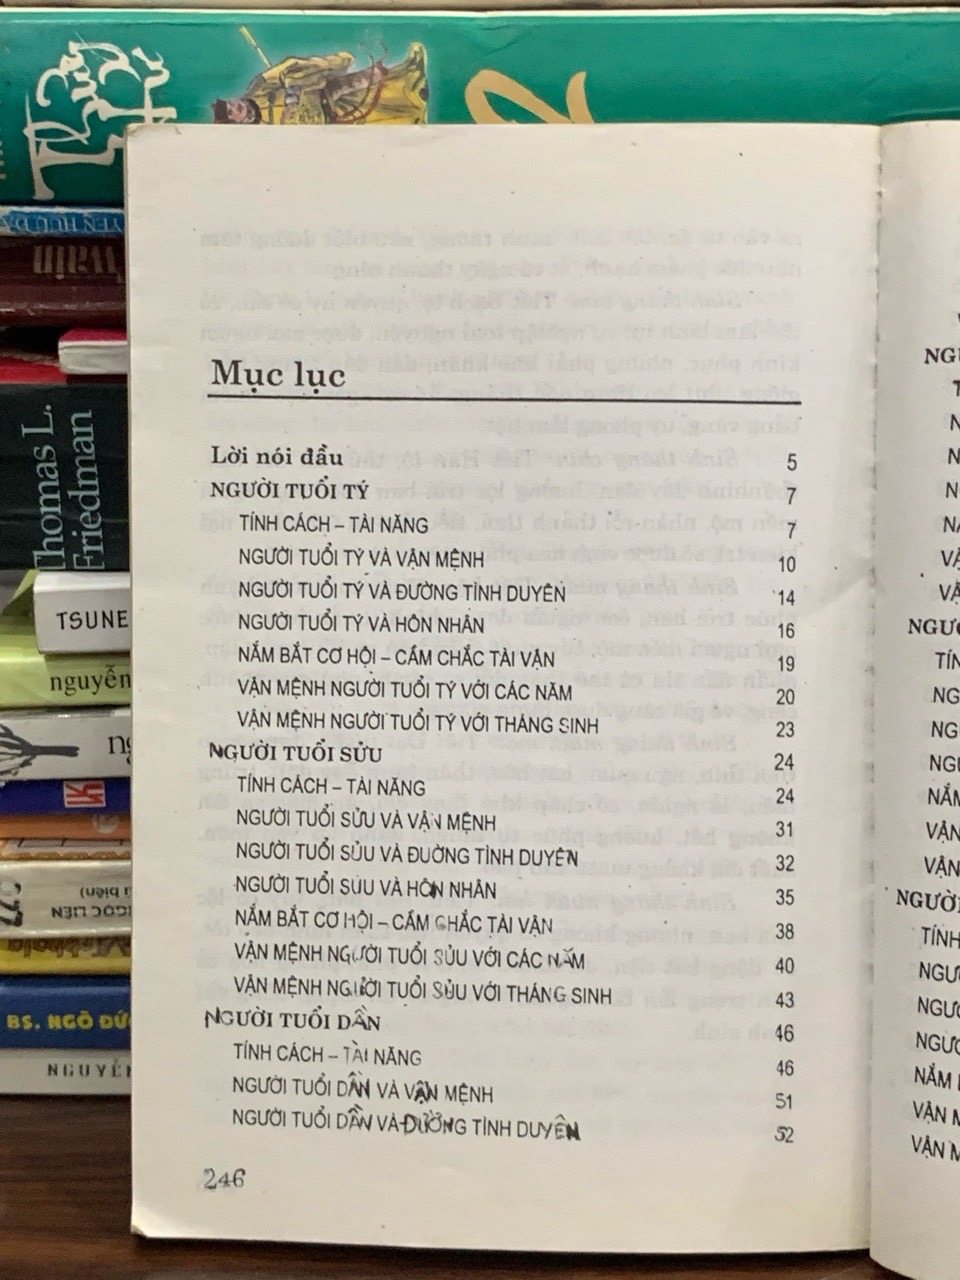 Thomas L.
Friedman
TSUNE
nguyễn
BS. NGÔ ĐỨC
NGUYỄN
Mục lục
Lời nói đầu 5
NGƯỜI TUỔI TÝ 7
TÍNH CÁCH – TÀI NĂNG 7
NGƯỜI TUỔI TÝ VÀ VẬN MỆNH 10
NGƯỜI TUỔI TÝ VÀ ĐƯỜNG TÌNH DUYÊN 14
NGƯỜI TUỔI TÝ VÀ HÔN NHÂN 16
NẮM BẮT CƠ HỘI – CẦM CHẮC TÀI VẬN 19
VẬN MỆNH NGƯỜI TUỔI TÝ VỚI CÁC NĂM 20
VẬN MỆNH NGƯỜI TUỔI TÝ VỚI THÁNG SINH 23
NGƯỜI TUỔI SỬU 24
TÍNH CÁCH – TÀI NĂNG 24
NGƯỜI TUỔI SỬU VÀ VẬN MỆNH 31
NGƯỜI TUỔI SỬU VÀ ĐƯỜNG TÌNH DUYÊN 32
NGƯỜI TUỔI SỬU VÀ HÔN NHÂN 35
NẮM BẮT CƠ HỘI – CẦM CHẮC TÀI VẬN 38
VẬN MỆNH NGƯỜI TUỔI SỬU VỚI CÁC NĂM 40
VẬN MỆNH NGƯỜI TUỔI SỬU VỚI THÁNG SINH 43
NGƯỜI TUỔI DẦN 46
TÍNH CÁCH – TÀI NĂNG 46
NGƯỜI TUỔI DẦN VÀ VẬN MỆNH 51
NGƯỜI TUỔI DẦN VÀ ĐƯỜNG TÌNH DUYÊN 52
246